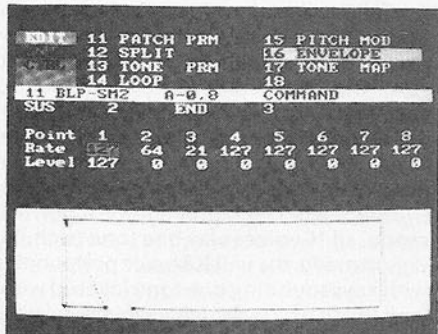 EDIT 11 PATCH PRM 15 PITCH MOD
12 SPLIT 16 ENVELOPE
CTRL 13 TONE PRM 17 TONE MAP
14 LOOP 18
11 BLP-SM2 A-0,8 COMMAND
SUS 2 END 3
Point 1 2 3 4 5 6 7 8
Rate 127 64 21 127 127 127 127 127
Level 127 0 0 0 0 0 0 0